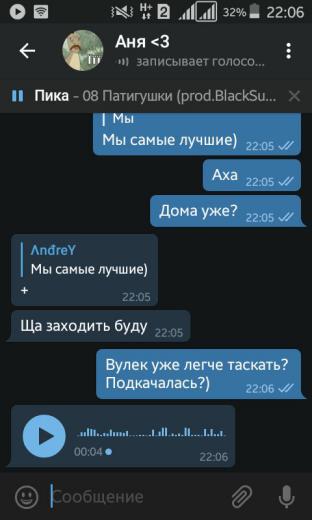 H+
2
32%
22:06
Аня <3
записывает голосо...
Пика - 08 Патигушки (prod.BlackSu...
Мы
Мы самые лучшие)
22:05
Аха
22:05
Дома уже?
22:05
ΛnđreY
Мы самые лучшие)
+
22:05
Ща заходить буду
22:05
Вулек уже легче таскать?
Подкачалась?)
22:06
00:04
22:06
Сообщение